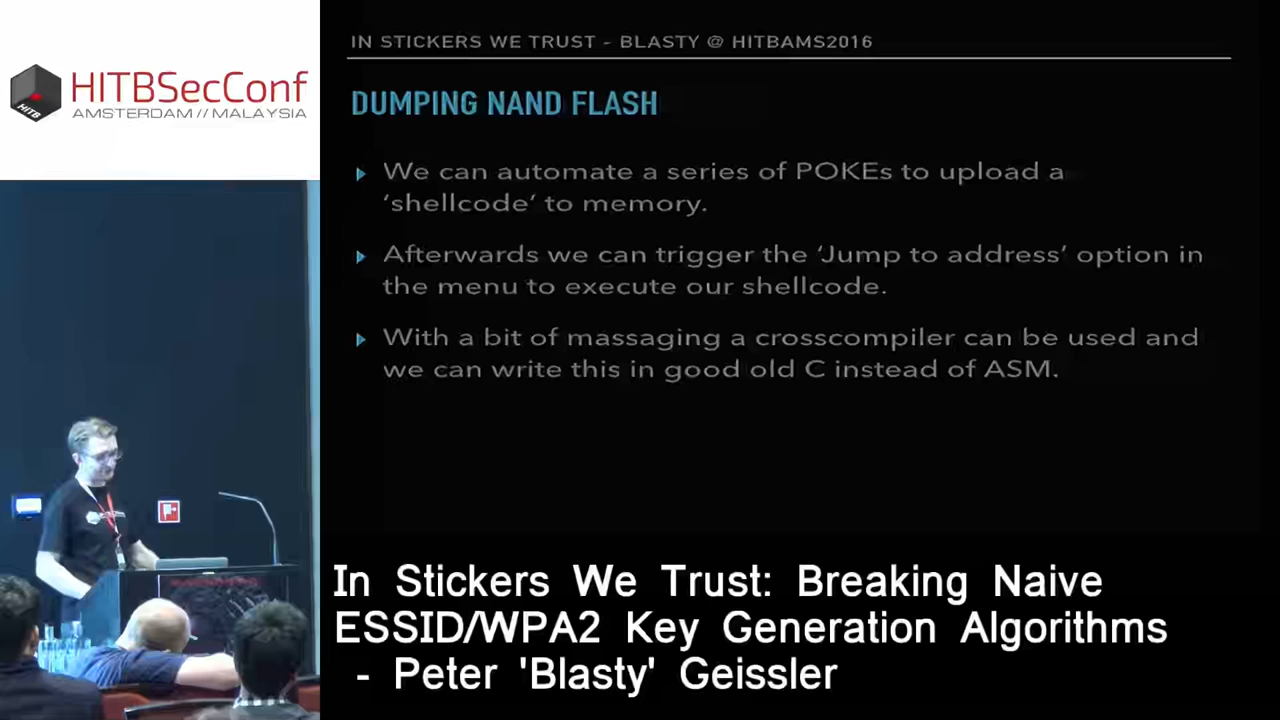 HITBSecConf
AMSTERDAM // MALAYSIA
HITB
IN STICKERS WE TRUST - BLASTY @ HITBAMS2016
DUMPING NAND FLASH
We can automate a series of POKEs to upload a
‘shellcode’ to memory.
Afterwards we can trigger the ‘Jump to address’ option in
the menu to execute our shellcode.
With a bit of massaging a crosscompiler can be used and
we can write this in good old C instead of ASM.
In Stickers We Trust: Breaking Naive
ESSID/WPA2 Key Generation Algorithms
- Peter 'Blasty' Geissler